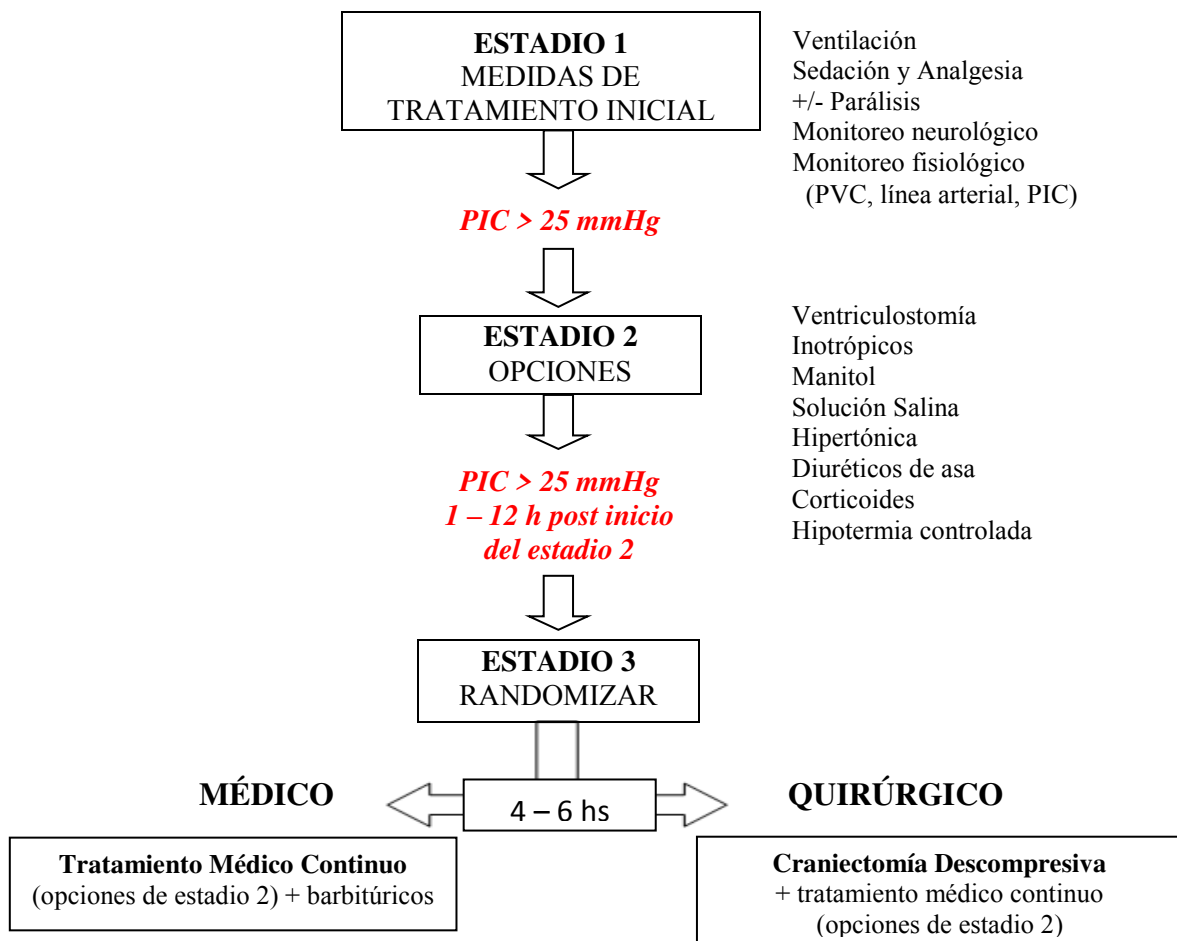 ESTADIO 1
MEDIDAS DE
TRATAMIENTO INICIAL
Ventilación
Sedación y Analgesia
+/- Parálisis
Monitoreo neurológico
Monitoreo fisiológico
(PVC, línea arterial, PIC)
PIC > 25 mmHg
ESTADIO 2
OPCIONES
Ventriculostomía
Inotrópicos
Manitol
Solución Salina
Hipertónica
Diuréticos de asa
Corticoides
Hipotermia controlada
PIC > 25 mmHg
1 – 12 h post inicio
del estadio 2
ESTADIO 3
RANDOMIZAR
MÉDICO
4 – 6 hs
QUIRÚRGICO
Tratamiento Médico Continuo
(opciones de estadio 2) + barbitúricos
Craniectomía Descompresiva
+ tratamiento médico continuo
(opciones de estadio 2)